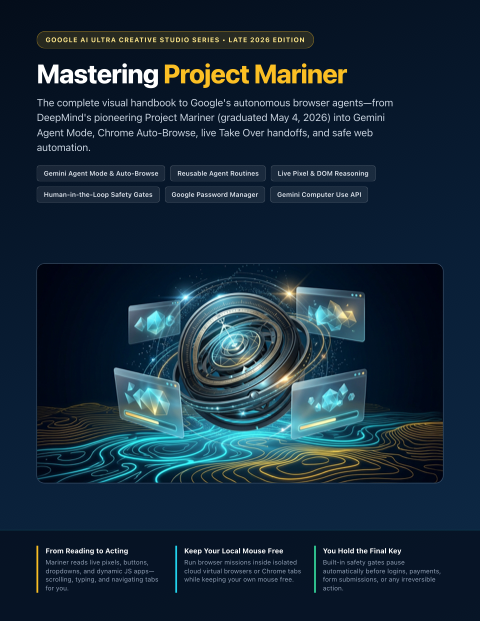 GOOGLE AI ULTRA CREATIVE STUDIO SERIES • LATE 2026 EDITION
Mastering Project Mariner
The complete visual handbook to Google's autonomous browser agents—from
DeepMind's pioneering Project Mariner (graduated May 4, 2026) into Gemini
Agent Mode, Chrome Auto-Browse, live Take Over handoffs, and safe web
automation.
Gemini Agent Mode & Auto-Browse
Reusable Agent Routines
Live Pixel & DOM Reasoning
Human-in-the-Loop Safety Gates
Google Password Manager
Gemini Computer Use API
From Reading to Acting
Mariner reads live pixels, buttons,
dropdowns, and dynamic JS apps—
scrolling, typing, and navigating tabs
for you.
Keep Your Local Mouse Free
Run browser missions inside isolated
cloud virtual browsers or Chrome tabs
while keeping your own mouse free.
You Hold the Final Key
Built-in safety gates pause
automatically before logins, payments,
form submissions, or any irreversible
action.